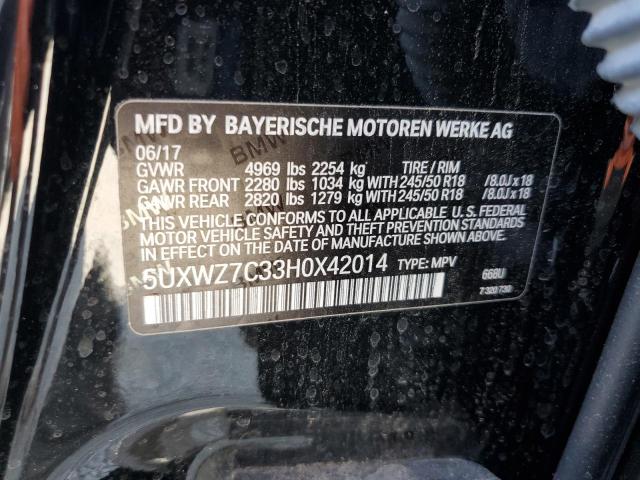 MFD BY BAYERISCHE MOTOREN WERKE AG
06/17
GVWR 4969 lbs 2254 kg TIRE / RIM
GAWR FRONT 2280 lbs 1034 kg WITH 245/50 R18 /8.0J x 18
GAWR REAR 2820 lbs 1279 kg WITH 245/50 R18 /8.0J x 18
THIS VEHICLE CONFORMS TO ALL APPLICABLE U. S. FEDERAL
MOTOR VEHICLE SAFETY, AND THEFT PREVENTION STANDARDS
IN EFFECT ON THE DATE OF MANUFACTURE SHOWN ABOVE.
5UXWZ7C33H0X42014 TYPE: MPV 668U
7 320 730